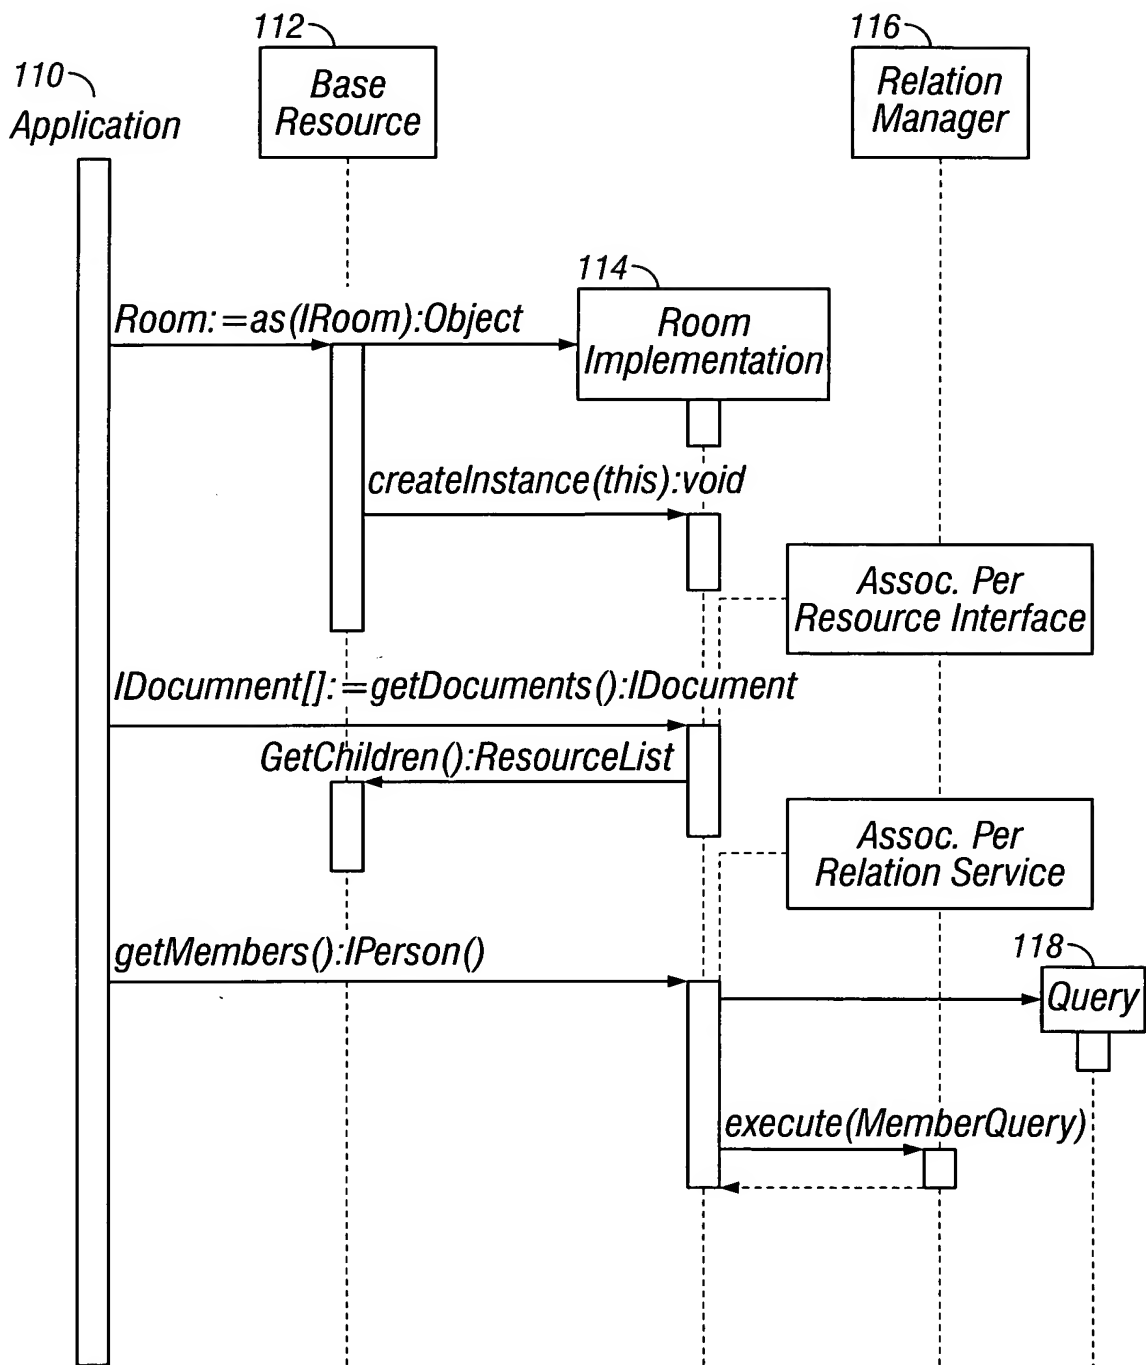 112
116
110
Base
Resource
Relation
Manager
Application
114
Room:=as(IRoom):Object
Room
Implementation
createInstance(this):void
Assoc. Per
Resource Interface
IDocumnent[]:=getDocuments():IDocument
GetChildren():ResourceList
Assoc. Per
Relation Service
getMembers():IPerson()
118
Query
execute(MemberQuery)